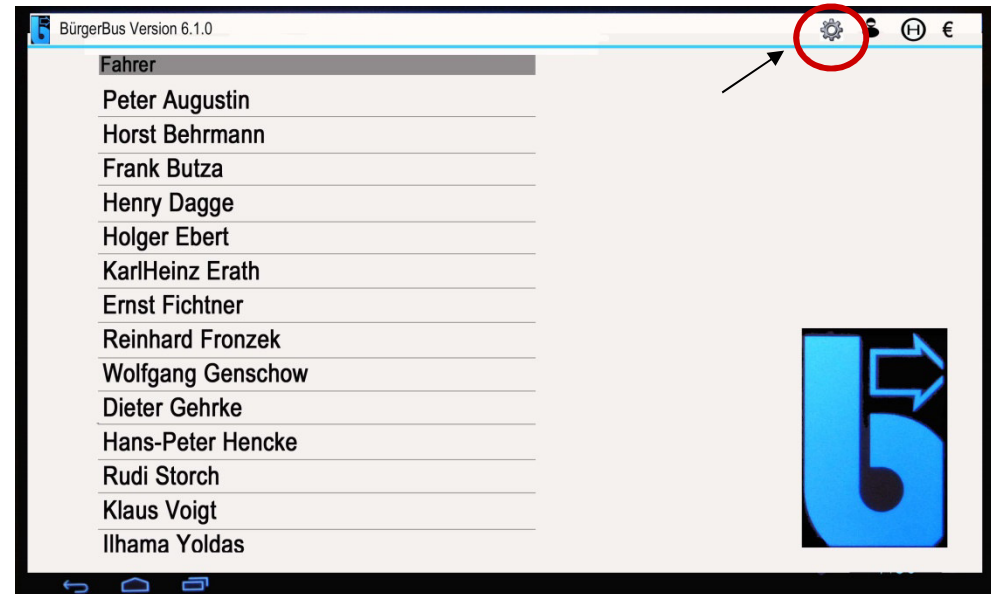 BürgerBus Version 6.1.0
H €
Fahrer
Peter Augustin
Horst Behrmann
Frank Butza
Henry Dagge
Holger Ebert
KarlHeinz Erath
Ernst Fichtner
Reinhard Fronzek
Wolfgang Genschow
Dieter Gehrke
Hans-Peter Hencke
Rudi Storch
Klaus Voigt
Ilhama Yoldas